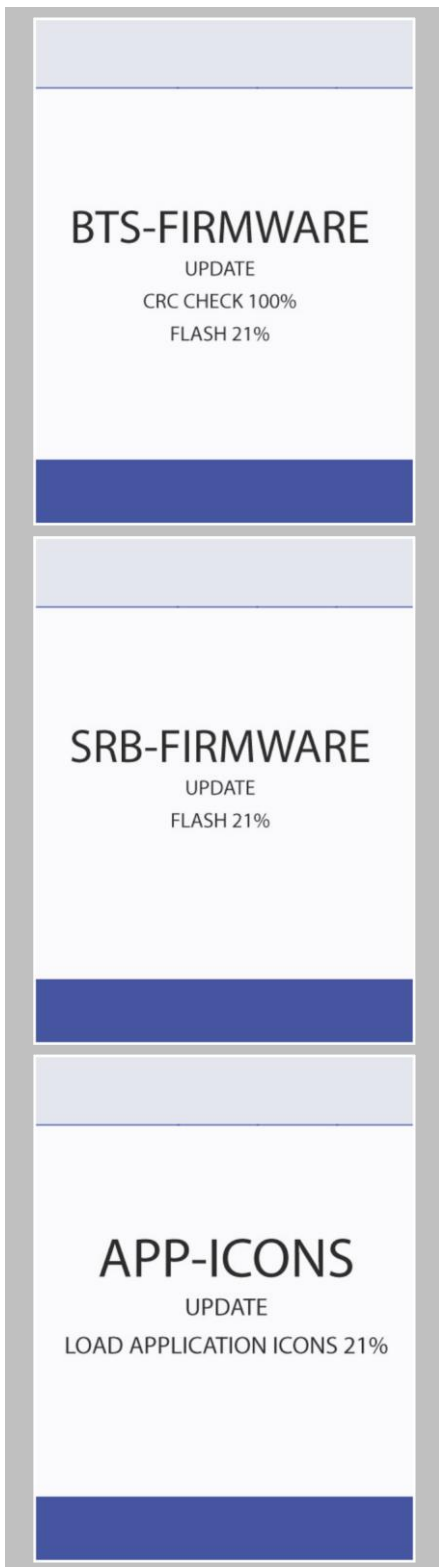 BTS-FIRMWARE
UPDATE
CRC CHECK 100%
FLASH 21%
SRB-FIRMWARE
UPDATE
FLASH 21%
APP-ICONS
UPDATE
LOAD APPLICATION ICONS 21%